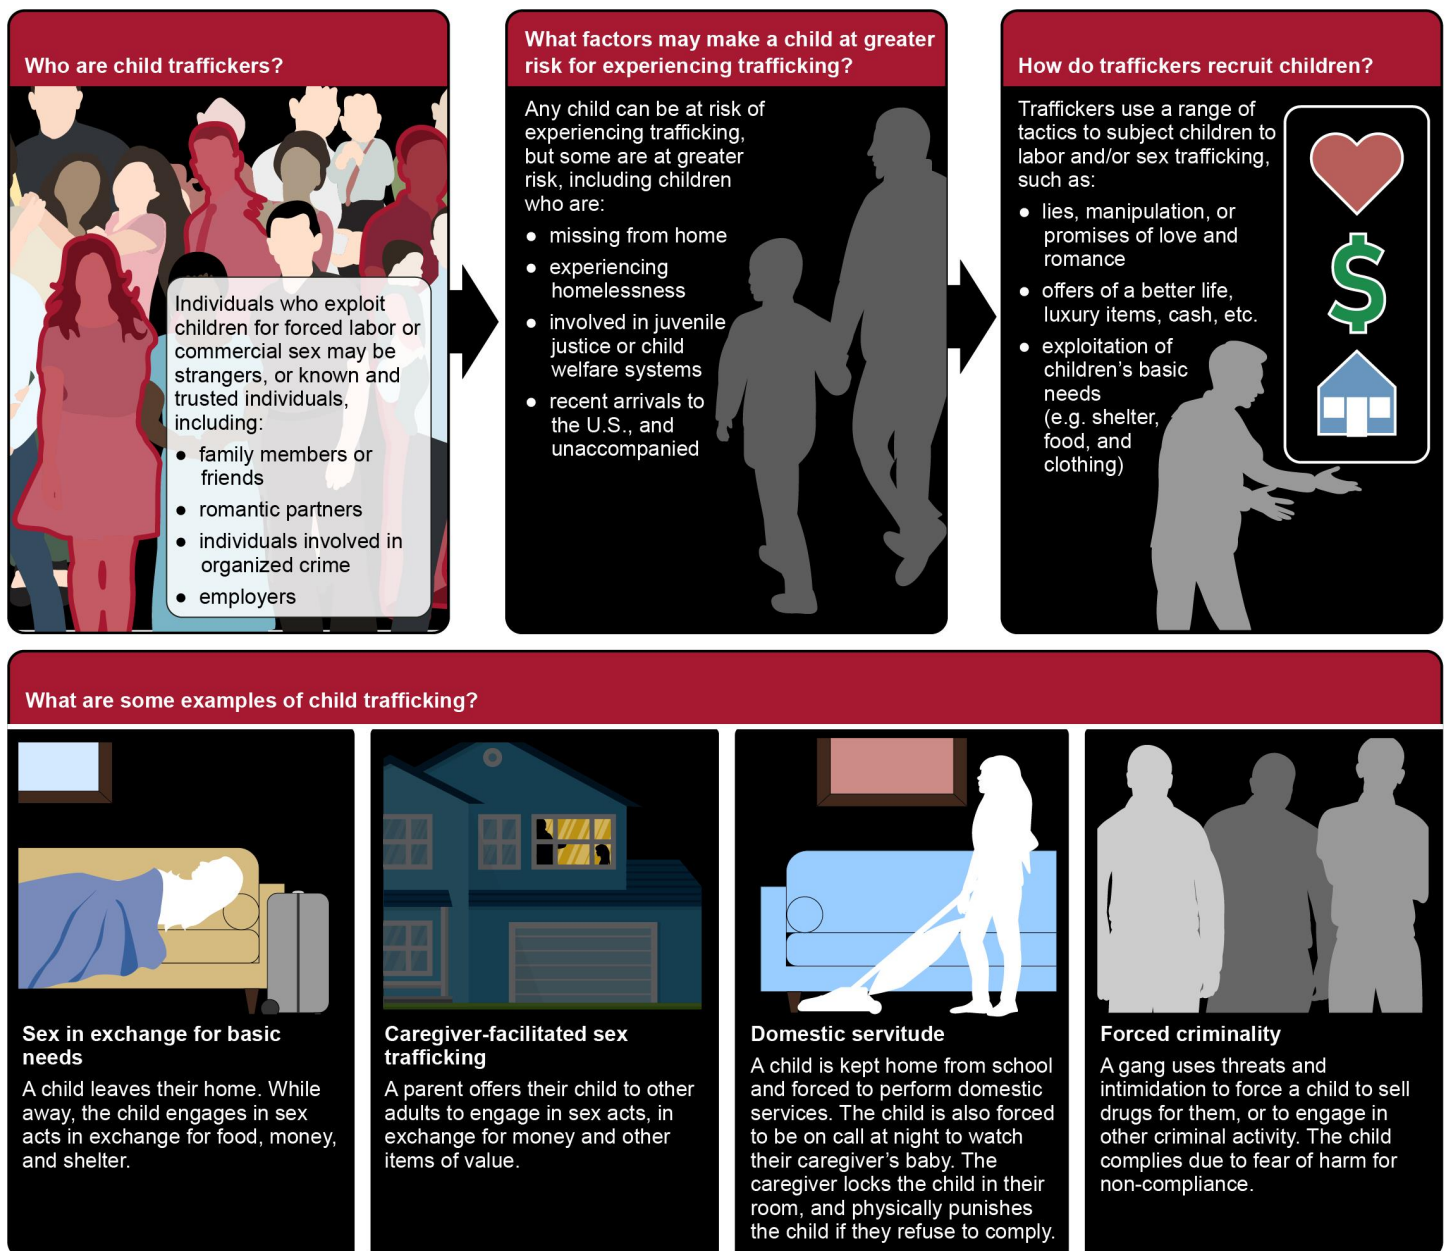 Who are child traffickers?
Individuals who exploit
children for forced labor or
commercial sex may be
strangers, or known and
trusted individuals,
including:
● family members or
friends
● romantic partners
● individuals involved in
organized crime
● employers
What factors may make a child at greater
risk for experiencing trafficking?
Any child can be at risk of
experiencing trafficking,
but some are at greater
risk, including children
who are:
● missing from home
● experiencing
homelessness
● involved in juvenile
justice or child
welfare systems
● recent arrivals to
the U.S., and
unaccompanied
How do traffickers recruit children?
Traffickers use a range of
tactics to subject children to
labor and/or sex trafficking,
such as:
● lies, manipulation, or
promises of love and
romance
● offers of a better life,
luxury items, cash, etc.
● exploitation of
children’s basic
needs
(e.g. shelter,
food, and
clothing)
$
What are some examples of child trafficking?
Sex in exchange for basic
needs
A child leaves their home. While
away, the child engages in sex
acts in exchange for food, money,
and shelter.
Caregiver-facilitated sex
trafficking
A parent offers their child to other
adults to engage in sex acts, in
exchange for money and other
items of value.
Domestic servitude
A child is kept home from school
and forced to perform domestic
services. The child is also forced
to be on call at night to watch
their caregiver’s baby. The
caregiver locks the child in their
room, and physically punishes
the child if they refuse to comply.
Forced criminality
A gang uses threats and
intimidation to force a child to sell
drugs for them, or to engage in
other criminal activity. The child
complies due to fear of harm for
non-compliance.